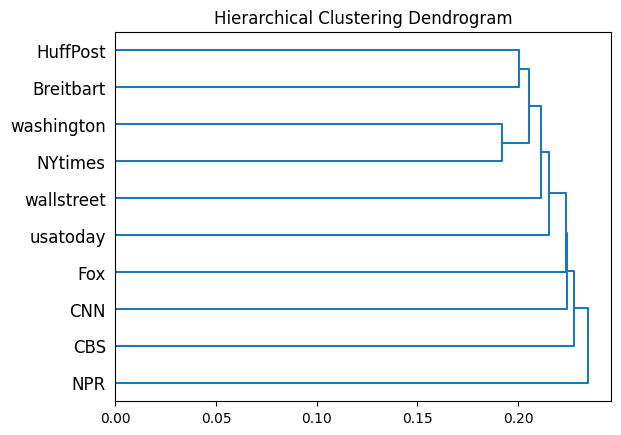 Hierarchical Clustering Dendrogram
HuffPost
Breitbart
washington
NYtimes
wallstreet
usatoday
Fox
CNN
CBS
NPR
0.00 0.05 0.10 0.15 0.20